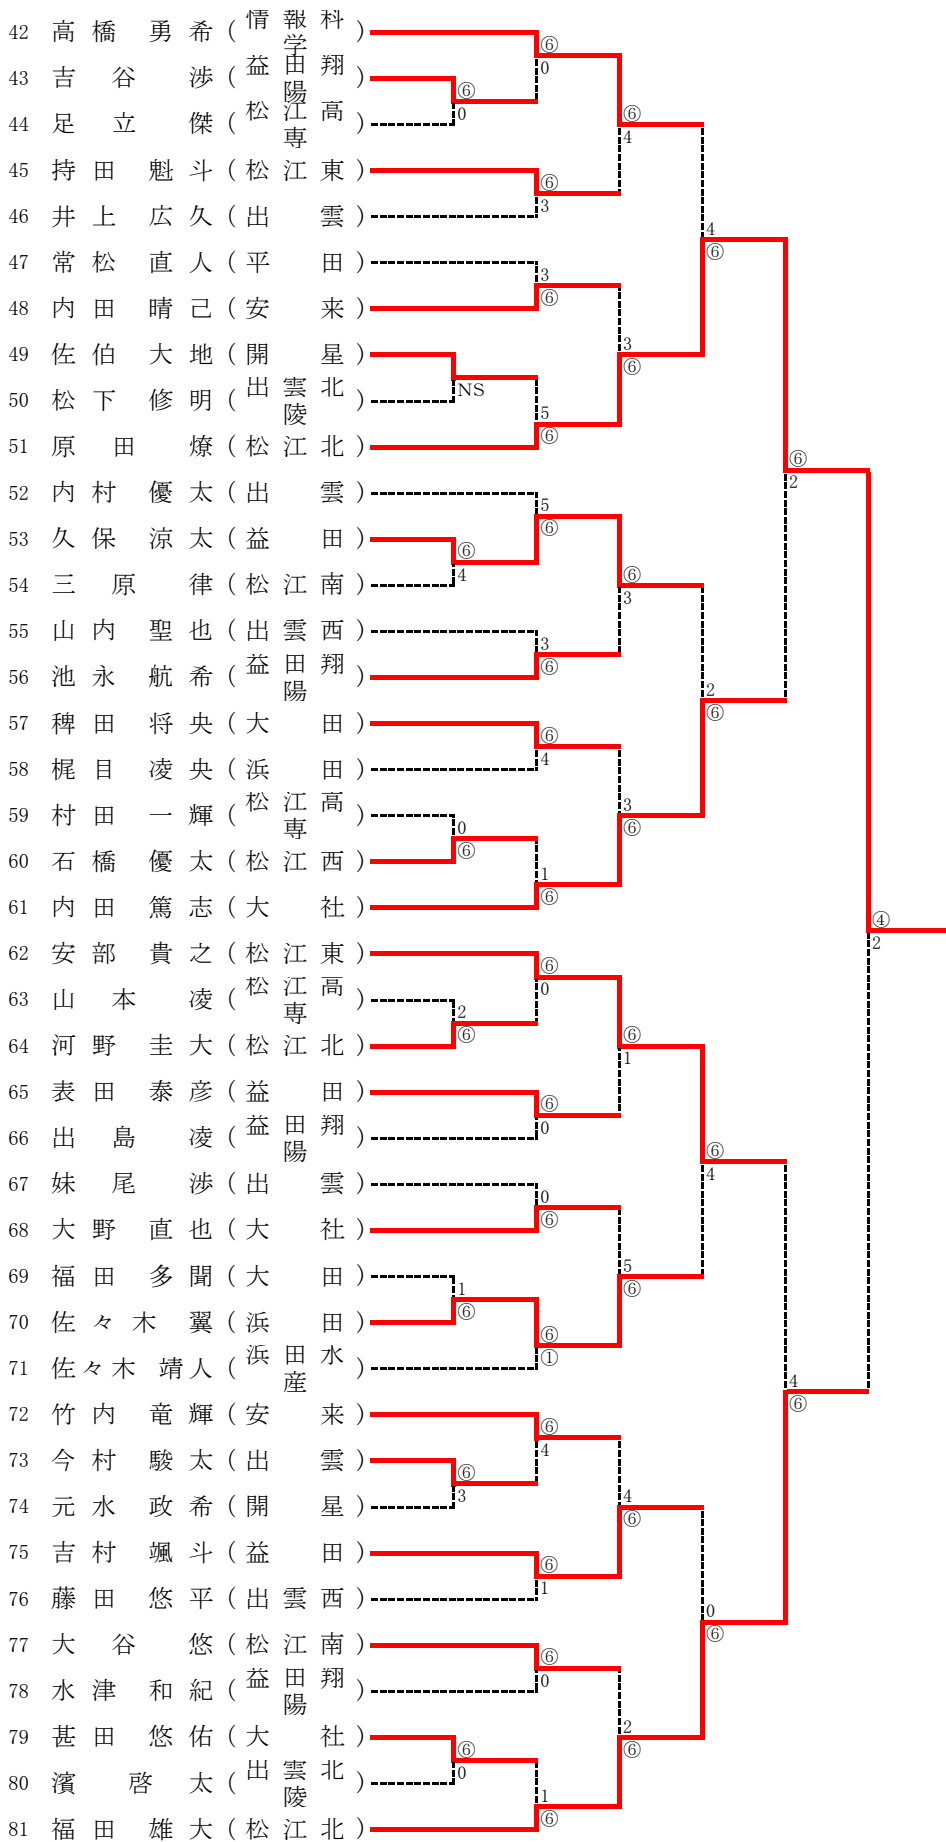 42 高橋 勇希 (情報科学)
43 吉谷 渉 (益田翔陽)
44 足立 傑 (松江高専)
45 持田 魁斗 (松江東)
46 井上 広久 (出雲)
47 常松 直人 (平田)
48 内田 晴己 (安来)
49 佐伯 大地 (開星)
50 松下 修明 (出雲北陵)
51 原田 燎 (松江北)
52 内村 優太 (出雲)
53 久保 涼太 (益田)
54 三原 律 (松江南)
55 山内 聖也 (出雲西)
56 池永 航希 (益田翔陽)
57 稗田 将央 (大田)
58 梶目 凌央 (浜田)
59 村田 一輝 (松江高専)
60 石橋 優太 (松江西)
61 内田 篤志 (大社)
62 安部 貴之 (松江東)
63 山本 凌 (松江高専)
64 河野 圭大 (松江北)
65 表田 泰彦 (益田)
66 出島 凌 (益田翔陽)
67 妹尾 渉 (出雲)
68 大野 直也 (大社)
69 福田 多聞 (大田)
70 佐々木 翼 (浜田)
71 佐々木 靖人 (浜田水産)
72 竹内 竜輝 (安来)
73 今村 駿太 (出雲)
74 元水 政希 (開星)
75 吉村 颯斗 (益田)
76 藤田 悠平 (出雲西)
77 大谷 悠 (松江南)
78 水津 和紀 (益田翔陽)
79 甚田 悠佑 (大社)
80 濱 啓太 (出雲北陵)
81 福田 雄大 (松江北)
⑥
0
NS
⑥
4
0
⑥
2
⑥
1
⑥
⑥
3
⑥
0
⑥
0
⑥
3
3
⑥
5
⑥
5
⑥
3
⑥
⑥
4
1
⑥
⑥
0
⑥
0
0
⑥
⑥
①
⑥
4
⑥
1
⑥
0
1
⑥
⑥
4
3
⑥
⑥
3
3
⑥
⑥
1
5
⑥
4
⑥
2
⑥
4
⑥
2
⑥
⑥
4
0
⑥
⑥
2
4
⑥
④
2